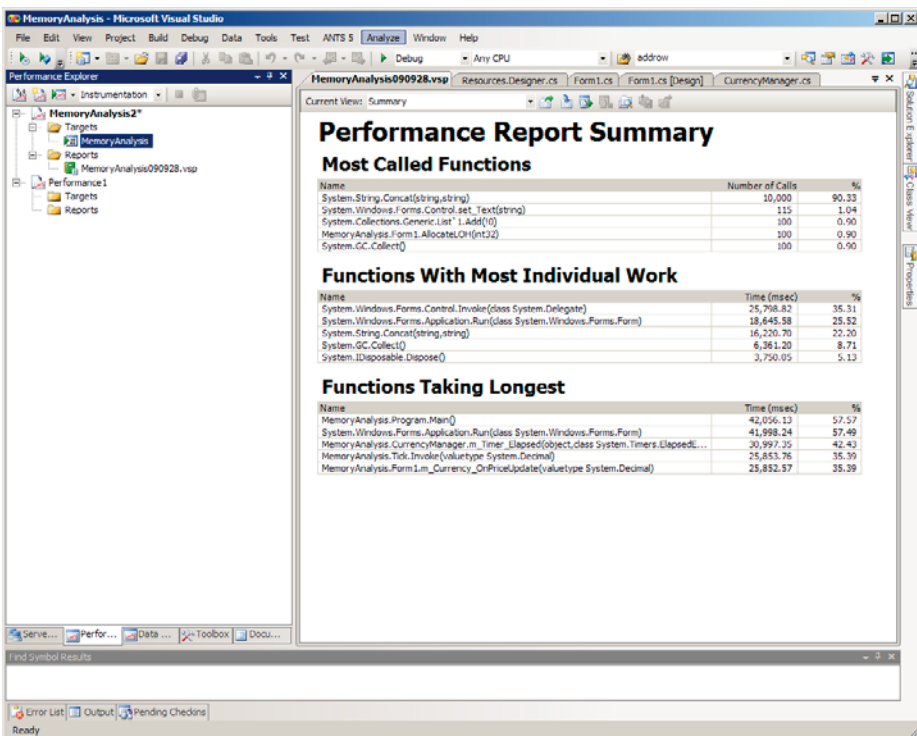 MemoryAnalysis - Microsoft Visual Studio
File Edit View Project Build Debug Data Tools Test ANTS 5 Analyze Window Help
Debug Any CPU addrow
Performance Explorer
MemoryAnalysis090928.vsp Resources.Designer.cs Form1.cs Form1.cs [Design] CurrencyManager.cs
Instrumentation
Current View: Summary
MemoryAnalysis2*
Targets
MemoryAnalysis
Reports
MemoryAnalysis090928.vsp
Performance1
Targets
Reports
Performance Report Summary
Most Called Functions
Name Number of Calls %
System.String.Concat(string,string) 10,000 90.33
System.Windows.Forms.Control.set_Text(string) 115 1.04
System.Collections.Generic.List`1.Add(!0) 100 0.90
MemoryAnalysis.Form1.AllocateLOH(int32) 100 0.90
System.GC.Collect() 100 0.90
Functions With Most Individual Work
Name Time (msec) %
System.Windows.Forms.Control.Invoke(class System.Delegate) 25,798.82 35.31
System.Windows.Forms.Application.Run(class System.Windows.Forms.Form) 18,645.58 25.52
System.String.Concat(string,string) 16,220.70 22.20
System.GC.Collect() 6,361.20 8.71
System.IDisposable.Dispose() 3,750.05 5.13
Functions Taking Longest
Name Time (msec) %
MemoryAnalysis.Program.Main() 42,056.13 57.57
System.Windows.Forms.Application.Run(class System.Windows.Forms.Form) 41,998.24 57.49
MemoryAnalysis.CurrencyManager.m_Timer_Elapsed(object,class System.Timers.ElapsedE... 30,997.35 42.43
MemoryAnalysis.Tick.Invoke(valuetype System.Decimal) 25,853.76 35.39
MemoryAnalysis.Form1.m_Currency_OnPriceUpdate(valuetype System.Decimal) 25,852.57 35.39
Solution Explorer
Class View
Properties
Serve... Perfor... Data ... Toolbox Docu...
Find Symbol Results
Error List Output Pending Checkins
Ready